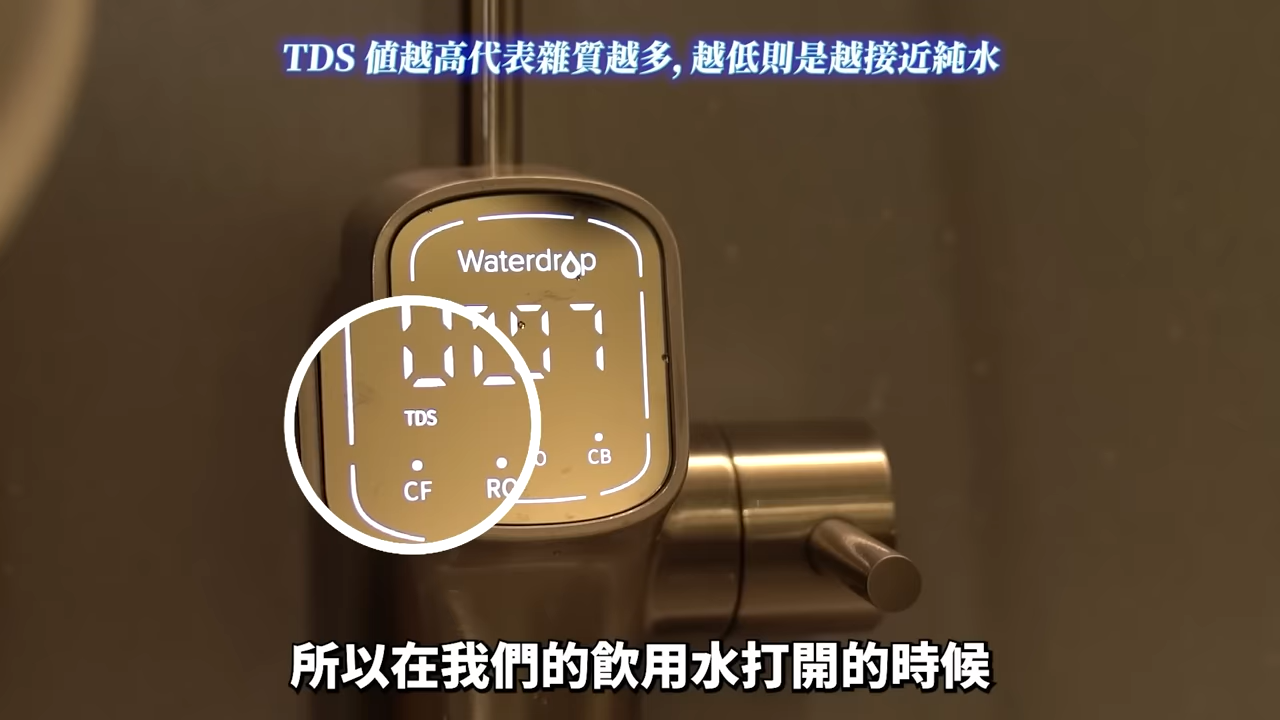 TDS 值越高代表雜質越多, 越低則是越接近純水
Waterdrop
007
TDS
CF RO CB
所以在我們的飲用水打開的時候